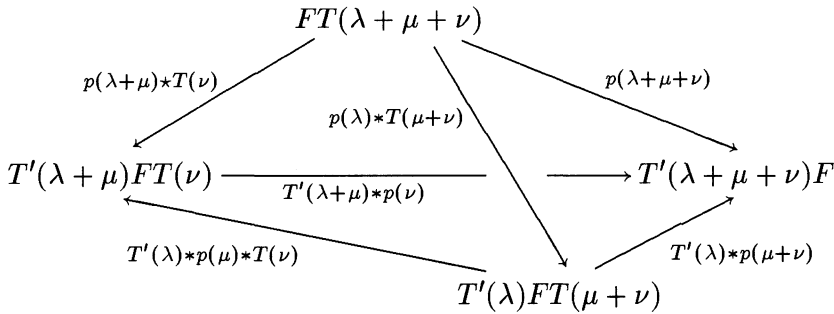 FT(λ + μ + ν)
p(λ+μ)⋆T(ν)
p(λ+μ+ν)
p(λ)∗T(μ+ν)
T′(λ + μ)FT(ν)
T′(λ + μ + ν)F
T′(λ+μ)∗p(ν)
T′(λ)∗p(μ)∗T(ν)
T′(λ)∗p(μ+ν)
T′(λ)FT(μ + ν)